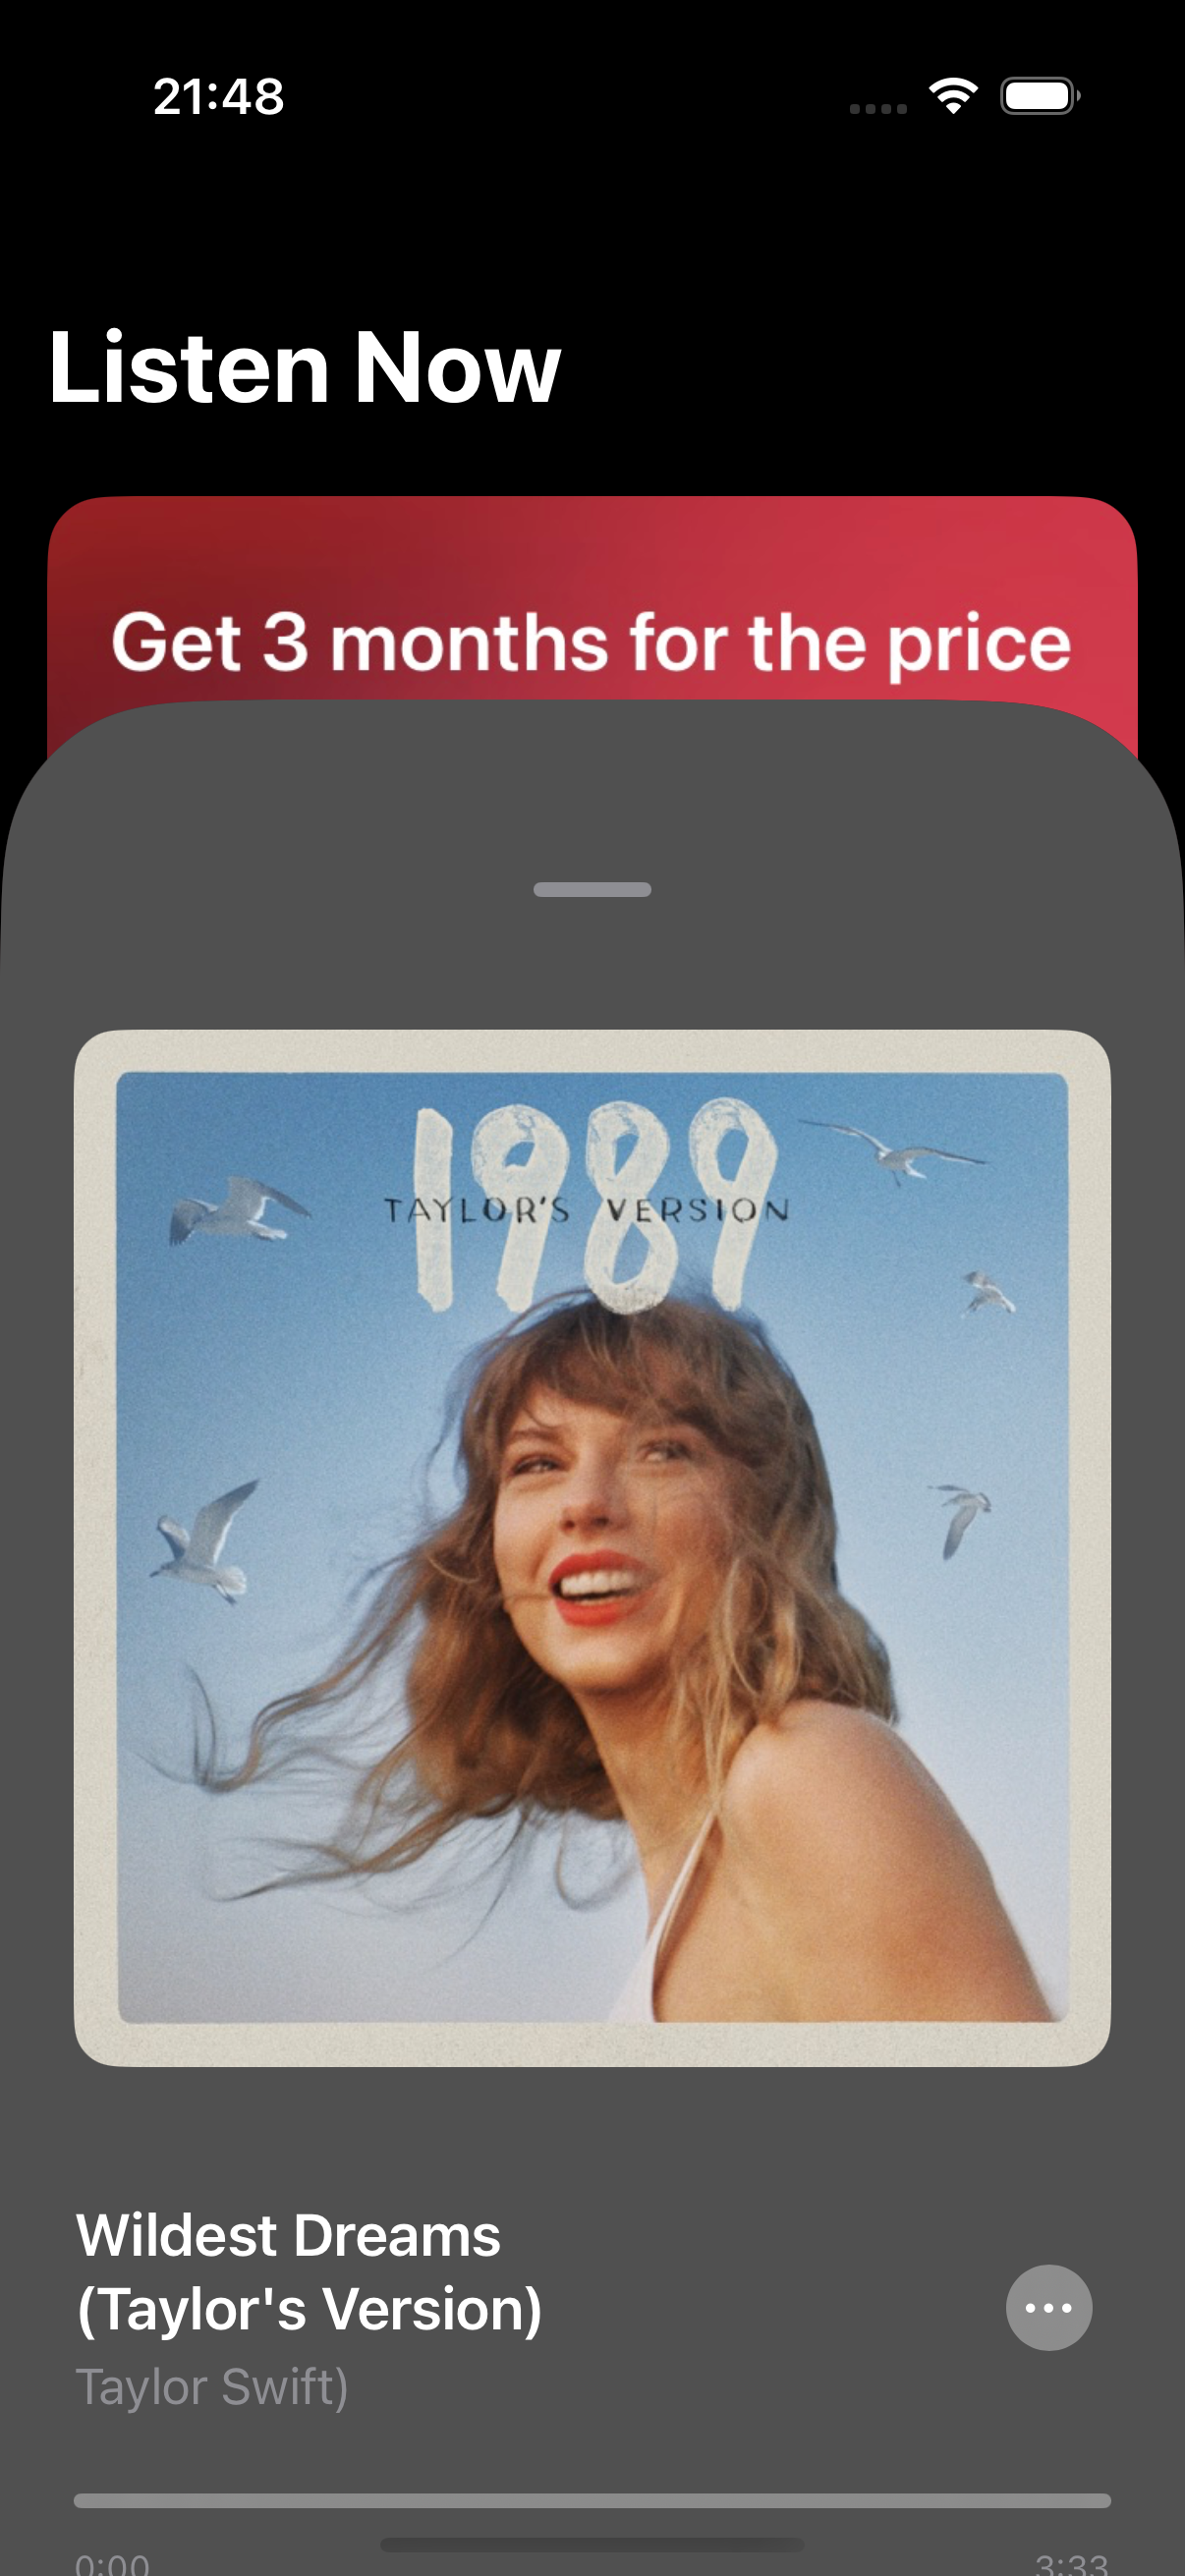 21:48
Listen Now
Get 3 months for the price
1989
TAYLOR'S VERSION
Wildest Dreams
(Taylor's Version)
Taylor Swift)
0:00
3:33